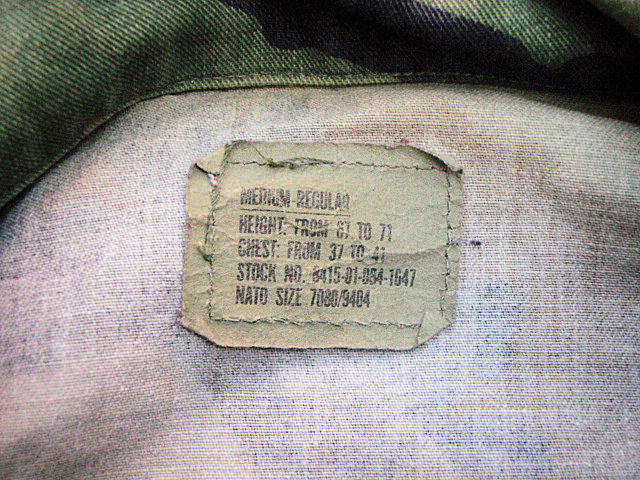 MEDIUM-REGULAR
HEIGHT: FROM 67 TO 71
CHEST: FROM 37 TO 41
STOCK NO. 8415-01-084-1647
NATO SIZE 7080/9404